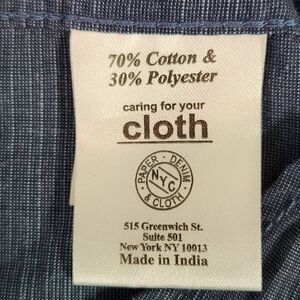 70% Cotton &
30% Polyester
caring for your
cloth
PAPER · DENIM
NYC
& CLOTH
515 Greenwich St.
Suite 501
New York NY 10013
Made in India